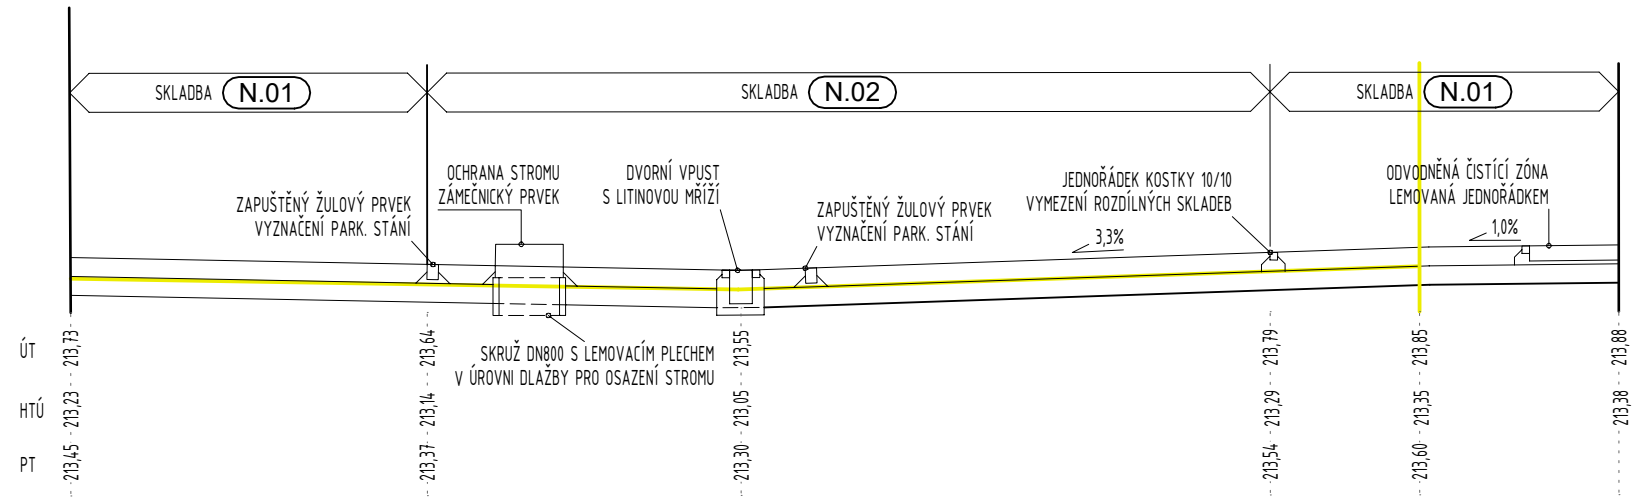 SKLADBA N.01
SKLADBA N.02
SKLADBA N.01
ZAPUŠTĚNÝ ŽULOVÝ PRVEK
VYZNAČENÍ PARK. STÁNÍ
OCHRANA STROMU
ZÁMEČNICKÝ PRVEK
DVORNÍ VPUST
S LITINOVOU MŘÍŽÍ
ZAPUŠTĚNÝ ŽULOVÝ PRVEK
VYZNAČENÍ PARK. STÁNÍ
JEDNOŘÁDEK KOSTKY 10/10
VYMEZENÍ ROZDÍLNÝCH SKLADEB
ODVODNĚNÁ ČISTÍCÍ ZÓNA
LEMOVANÁ JEDNOŘÁDKEM
3,3%
1,0%
SKRUŽ DN800 S LEMOVACÍM PLECHEM
V ÚROVNI DLAŽBY PRO OSAZENÍ STROMU
ÚT 213,73 213,64 213,55 213,79 213,85 213,88
HTÚ 213,23 213,14 213,05 213,29 213,35 213,38
PT 213,45 213,37 213,30 213,54 213,60